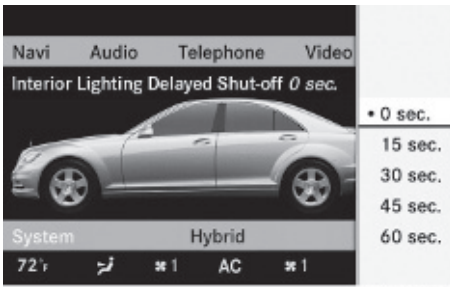 Navi Audio Telephone Video
Interior Lighting Delayed Shut-off 0 sec.
• 0 sec.
15 sec.
30 sec.
45 sec.
60 sec.
System Hybrid
72°F 1 AC 1